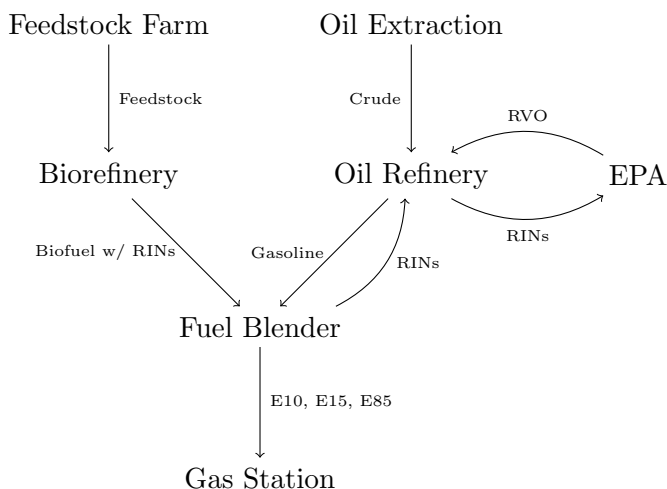 Feedstock Farm
Oil Extraction
Feedstock
Crude
RVO
Biorefinery
Oil Refinery
EPA
RINs
Biofuel w/ RINs
Gasoline
RINs
Fuel Blender
E10, E15, E85
Gas Station